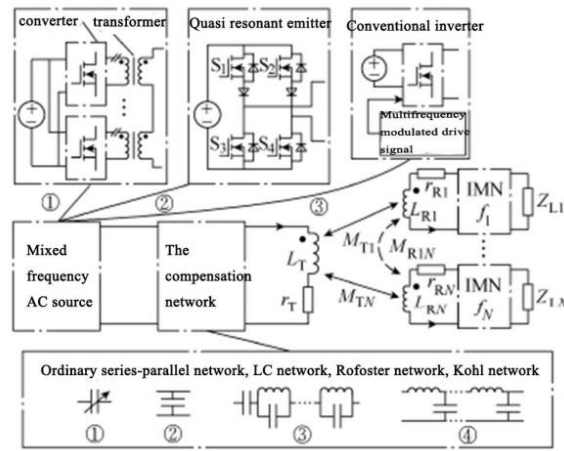 converter transformer
Quasi resonant emitter
Conventional inverter
S1 S2
S3 S4
Multifrequency
modulated drive
signal
① ② ③
Mixed
frequency
AC source
The
compensation
network
LT
rT
MT1 MR1N
MTN
rR1
LR1
IMN
f1
ZL1
rRN
LRN
IMN
fN
ZLN
Ordinary series-parallel network, LC network, Rofoster network, Kohl network
① ② ③ ④